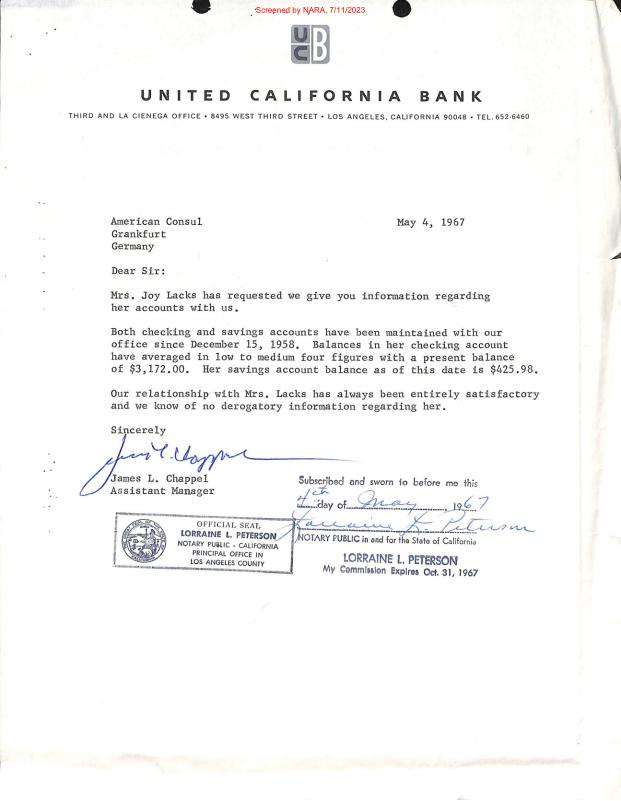 Screened by NARA, 7/11/2023
UCB
UNITED CALIFORNIA BANK
THIRD AND LA CIENEGA OFFICE • 8495 WEST THIRD STREET • LOS ANGELES, CALIFORNIA 90048 • TEL. 652-6460
American Consul
May 4, 1967
Grankfurt
Germany
Dear Sir:
Mrs. Joy Lacks has requested we give you information regarding
her accounts with us.
Both checking and savings accounts have been maintained with our
office since December 15, 1958. Balances in her checking account
have averaged in low to medium four figures with a present balance
of $3,172.00. Her savings account balance as of this date is $425.98.
Our relationship with Mrs. Lacks has always been entirely satisfactory
and we know of no derogatory information regarding her.
Sincerely
James L. Chappel
James L. Chappel
Assistant Manager
Subscribed and sworn to before me this
4th day of May, 1967
Lorraine L. Peterson
NOTARY PUBLIC in and for the State of California
LORRAINE L. PETERSON
My Commission Expires Oct. 31, 1967
OFFICIAL SEAL
LORRAINE L. PETERSON
NOTARY PUBLIC - CALIFORNIA
PRINCIPAL OFFICE IN
LOS ANGELES COUNTY